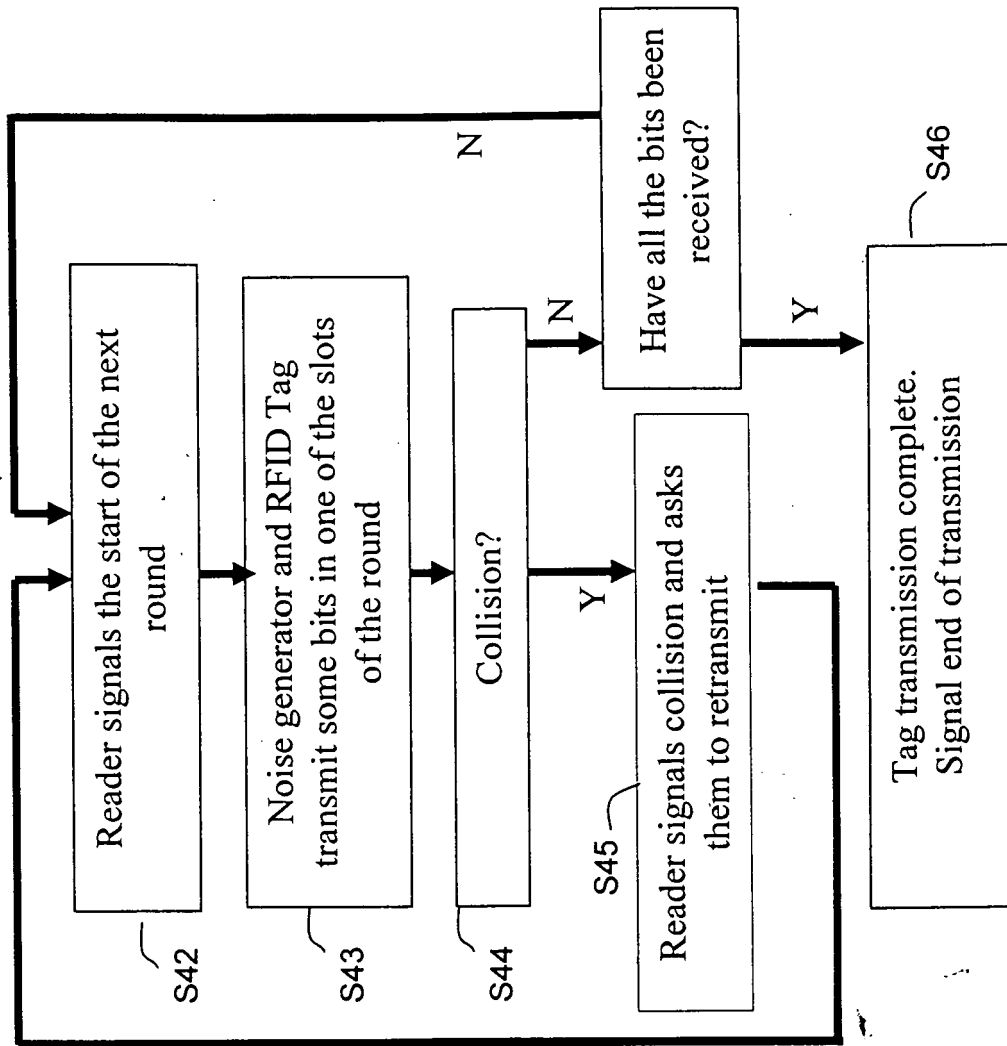 Reader signals the start of the next
round
S42
Noise generator and RFID Tag
transmit some bits in one of the slots
of the round
S43
Collision?
S44
N
Y
S45
Reader signals collision and asks
them to retransmit
Have all the bits been
received?
N
Y
Tag transmission complete.
Signal end of transmission
S46